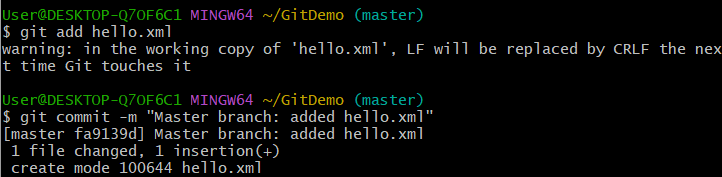 User@DESKTOP-Q7OF6C1 MINGW64 ~/GitDemo (master)
$ git add hello.xml
warning: in the working copy of 'hello.xml', LF will be replaced by CRLF the nex
t time Git touches it

User@DESKTOP-Q7OF6C1 MINGW64 ~/GitDemo (master)
$ git commit -m "Master branch: added hello.xml"
[master fa9139d] Master branch: added hello.xml
 1 file changed, 1 insertion(+)
 create mode 100644 hello.xml